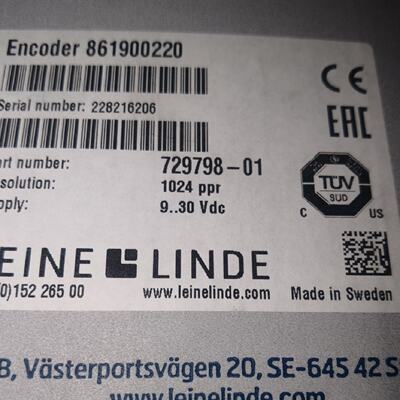 Encoder 861900220
Serial number: 228216206
art number: 729798-01
solution: 1024 ppr
pply: 9..30 Vdc
EINE LINDE
(0)152 265 00 www.leinelinde.com
CE
EAC
TÜV
SÜD
C US
Made in Sweden
B, Västerportsvägen 20, SE-645 42 S
www.leinelinde.com